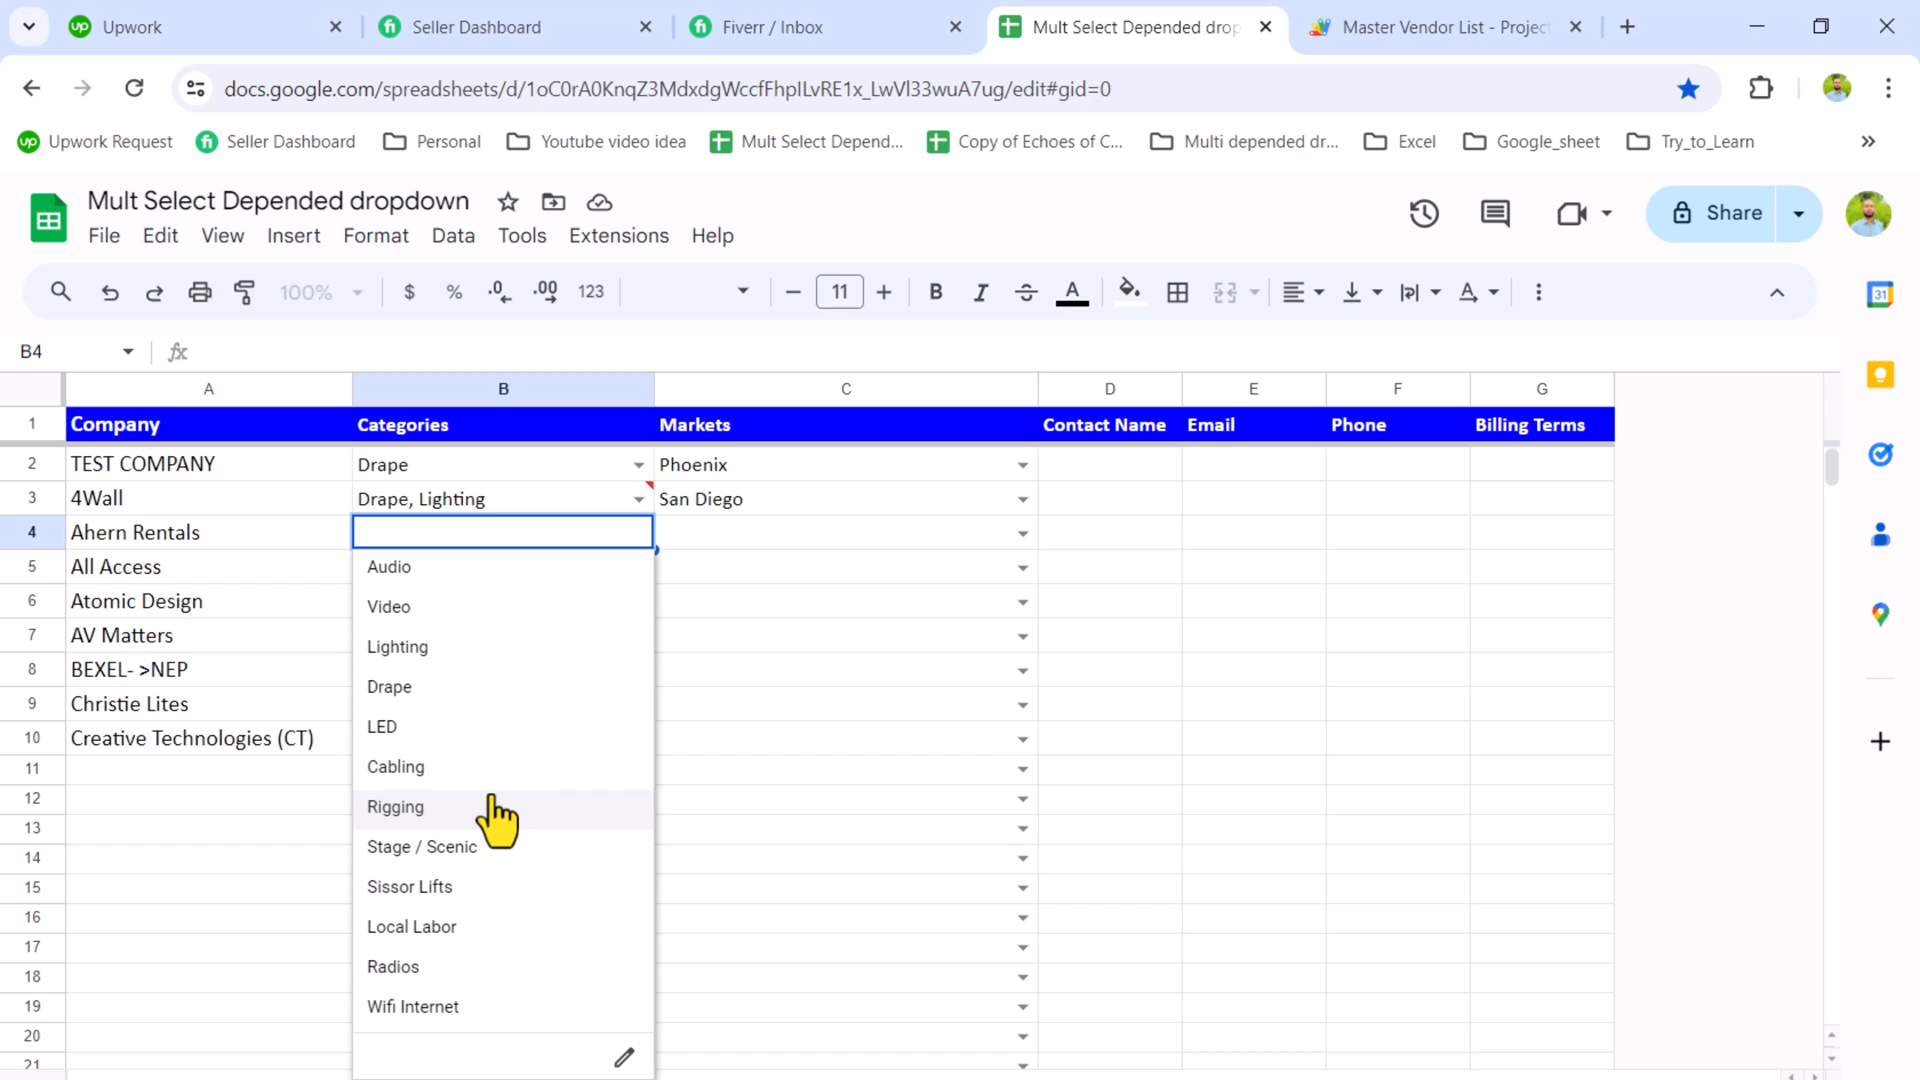 Upwork
Seller Dashboard
Fiverr / Inbox
Mult Select Depended drop
Master Vendor List - Project
docs.google.com/spreadsheets/d/1oC0rA0KnqZ3MdxdgWccfFhpILvRE1x_LwVl33wuA7ug/edit#gid=0
Upwork Request
Seller Dashboard
Personal
Youtube video idea
Mult Select Depend...
Copy of Echoes of C...
Multi depended dr...
Excel
Google_sheet
Try_to_Learn
Mult Select Depended dropdown
File Edit View Insert Format Data Tools Extensions Help
Share
100% $ % .0 .00 123 11 B I A
31
B4 fx
A B C D E F G
1 Company Categories Markets Contact Name Email Phone Billing Terms
2 TEST COMPANY Drape Phoenix
3 4Wall Drape, Lighting San Diego
4 Ahern Rentals
5 All Access
6 Atomic Design
7 AV Matters
8 BEXEL- >NEP
9 Christie Lites
10 Creative Technologies (CT)
11
12
13
14
15
16
17
18
19
20
21
Audio
Video
Lighting
Drape
LED
Cabling
Rigging
Stage / Scenic
Sissor Lifts
Local Labor
Radios
Wifi Internet